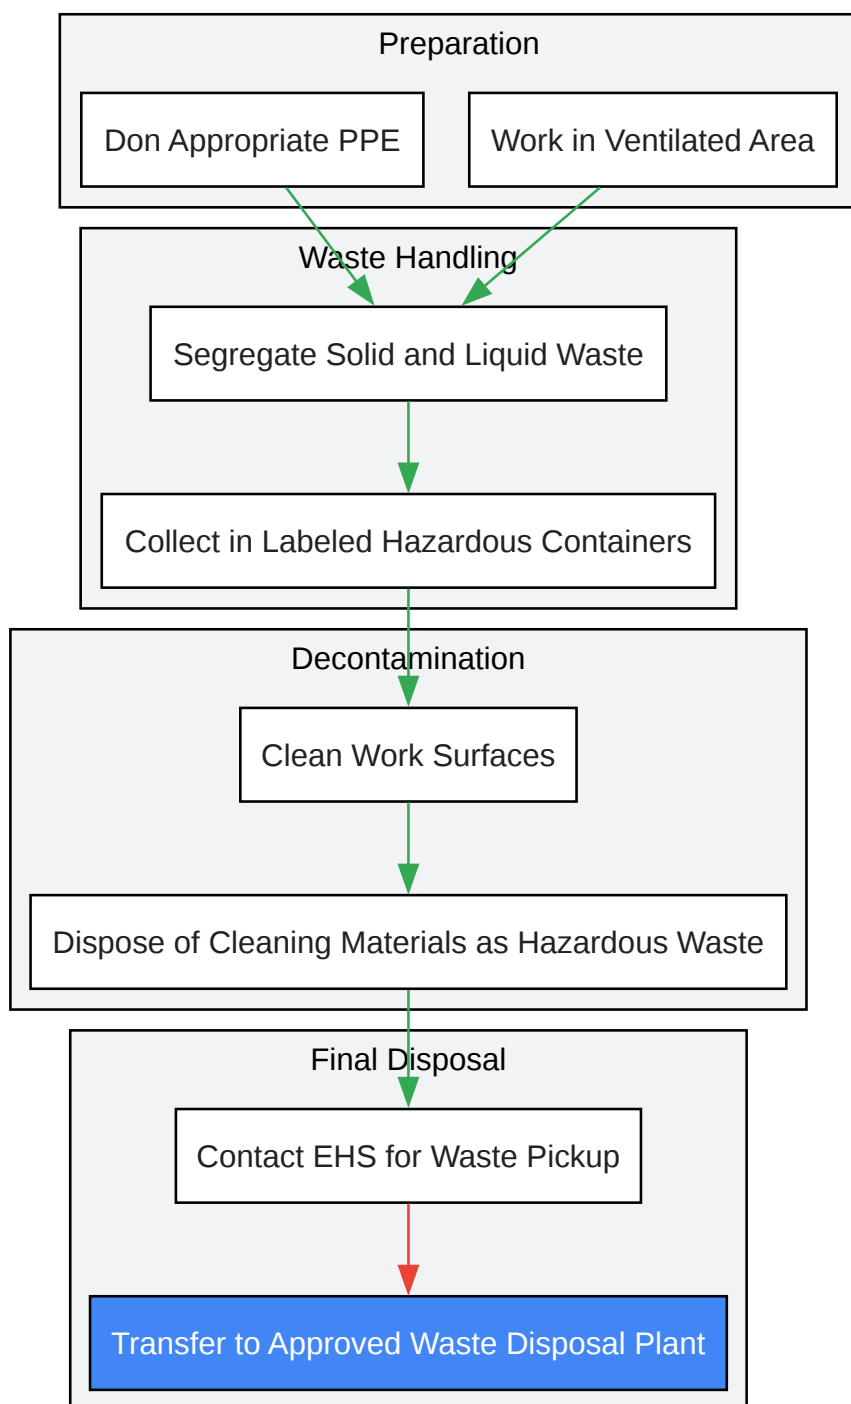 Preparation
Don Appropriate PPE
Work in Ventilated Area
Waste Handling
Segregate Solid and Liquid Waste
Collect in Labeled Hazardous Containers
Decontamination
Clean Work Surfaces
Dispose of Cleaning Materials as Hazardous Waste
Final Disposal
Contact EHS for Waste Pickup
Transfer to Approved Waste Disposal Plant